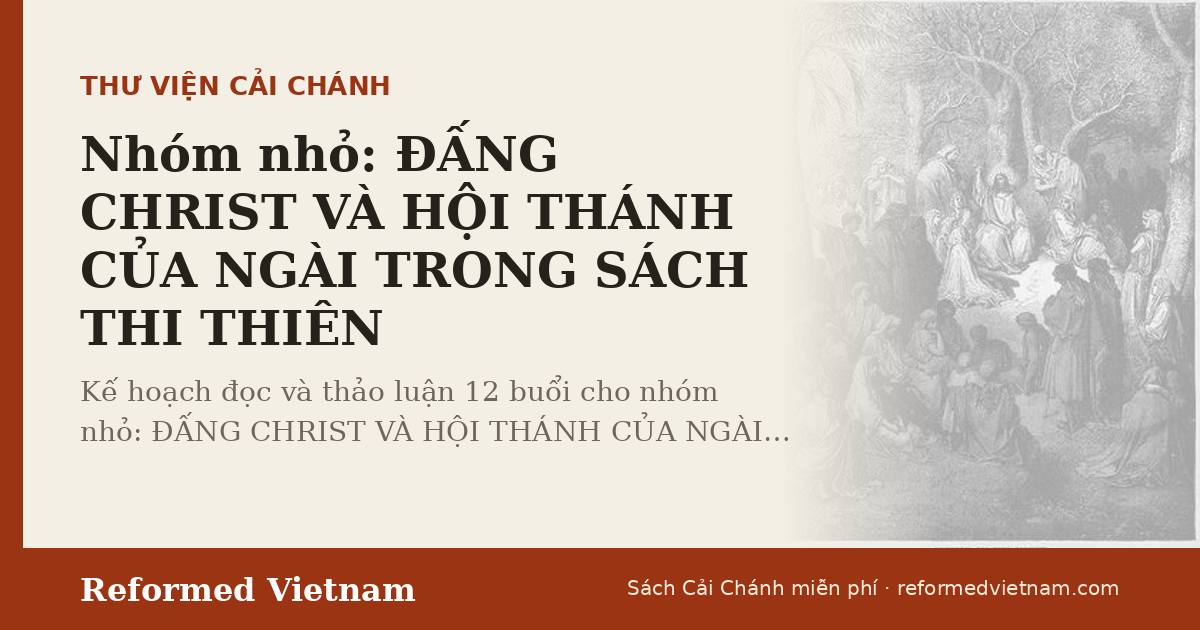 THƯ VIỆN CẢI CHÁNH
Nhóm nhỏ: ĐẤNG
CHRIST VÀ HỘI THÁNH
CỦA NGÀI TRONG SÁCH
THI THIÊN
Kế hoạch đọc và thảo luận 12 buổi cho nhóm
nhỏ: ĐẤNG CHRIST VÀ HỘI THÁNH CỦA NGÀI...
Reformed Vietnam
Sách Cải Chánh miễn phí · reformedvietnam.com